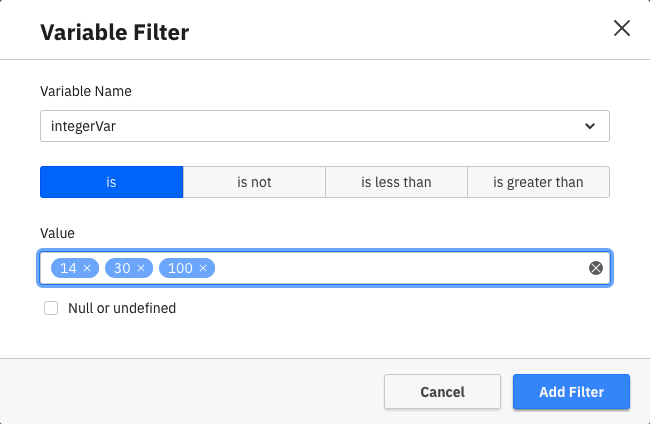 Variable Filter
Variable Name
integerVar
is is not is less than is greater than
Value
14 × 30 × 100 ×
Null or undefined
Cancel Add Filter